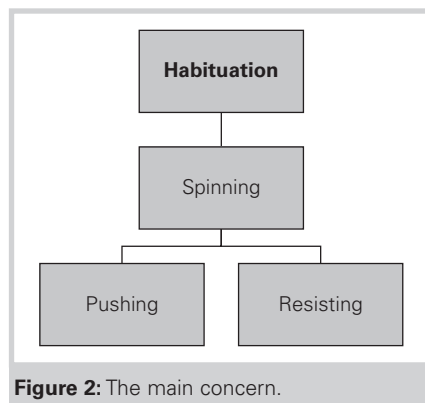 Habituation
Spinning
Pushing
Resisting
Figure 2: The main concern.